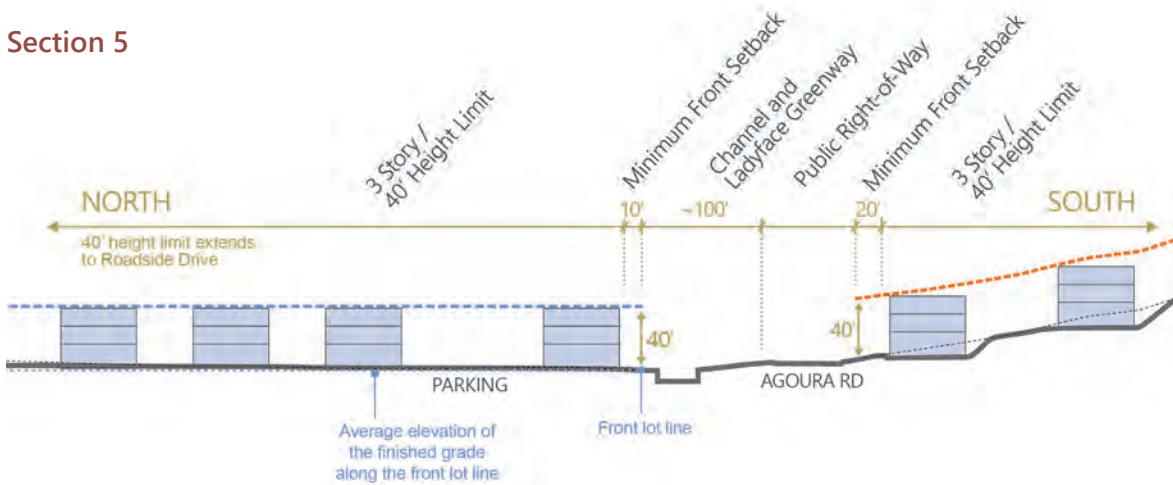 Section 5
3 Story /
40' Height Limit
Minimum Front Setback
Channel and
Ladyface Greenway
Public Right-of-Way
Minimum Front Setback
3 Story /
40' Height Limit
NORTH
10'
~100'
20'
SOUTH
40' height limit extends
to Roadside Drive
40'
40'
PARKING
AGOURA RD
Average elevation of
the finished grade
along the front lot line
Front lot line